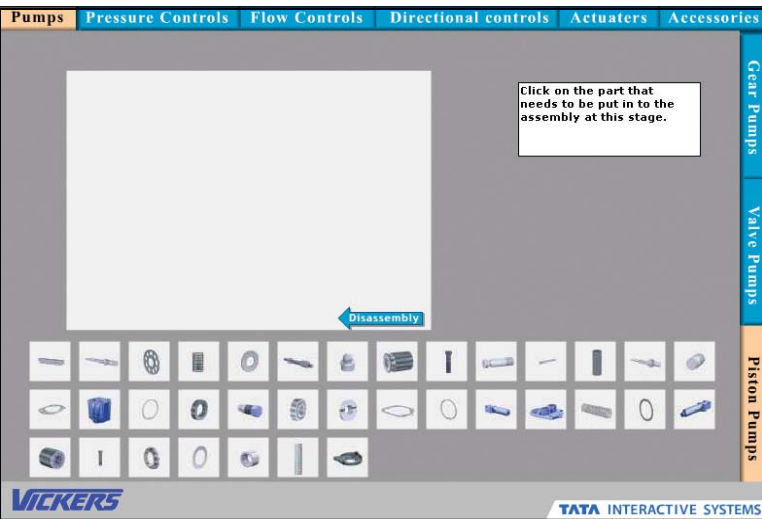 Pumps Pressure Controls Flow Controls Directional controls Actuaters Accessories
Click on the part that
needs to be put in to the
assembly at this stage.
Gear Pumps
Valve Pumps
Piston Pumps
Disassembly
VICKERS
TATA INTERACTIVE SYSTEMS